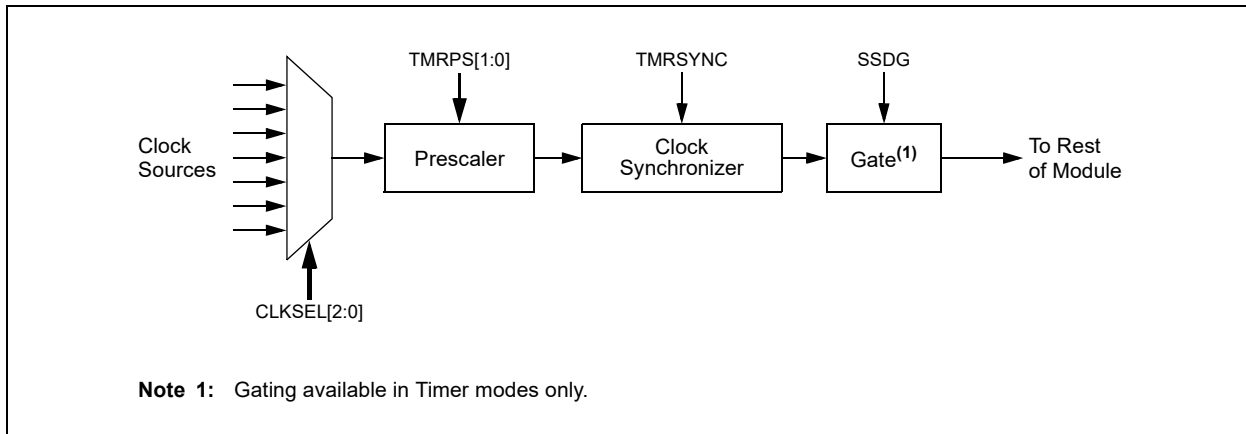 TMRPS[1:0]
TMRSYNC
SSDG
Clock
Sources
Prescaler
Clock
Synchronizer
Gate(1)
To Rest
of Module
CLKSEL[2:0]
Note 1: Gating available in Timer modes only.